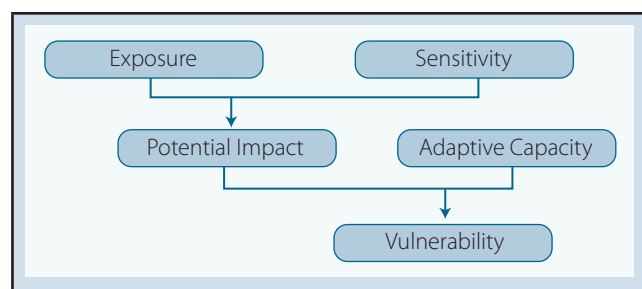 Exposure
Sensitivity
Potential Impact
Adaptive Capacity
Vulnerability